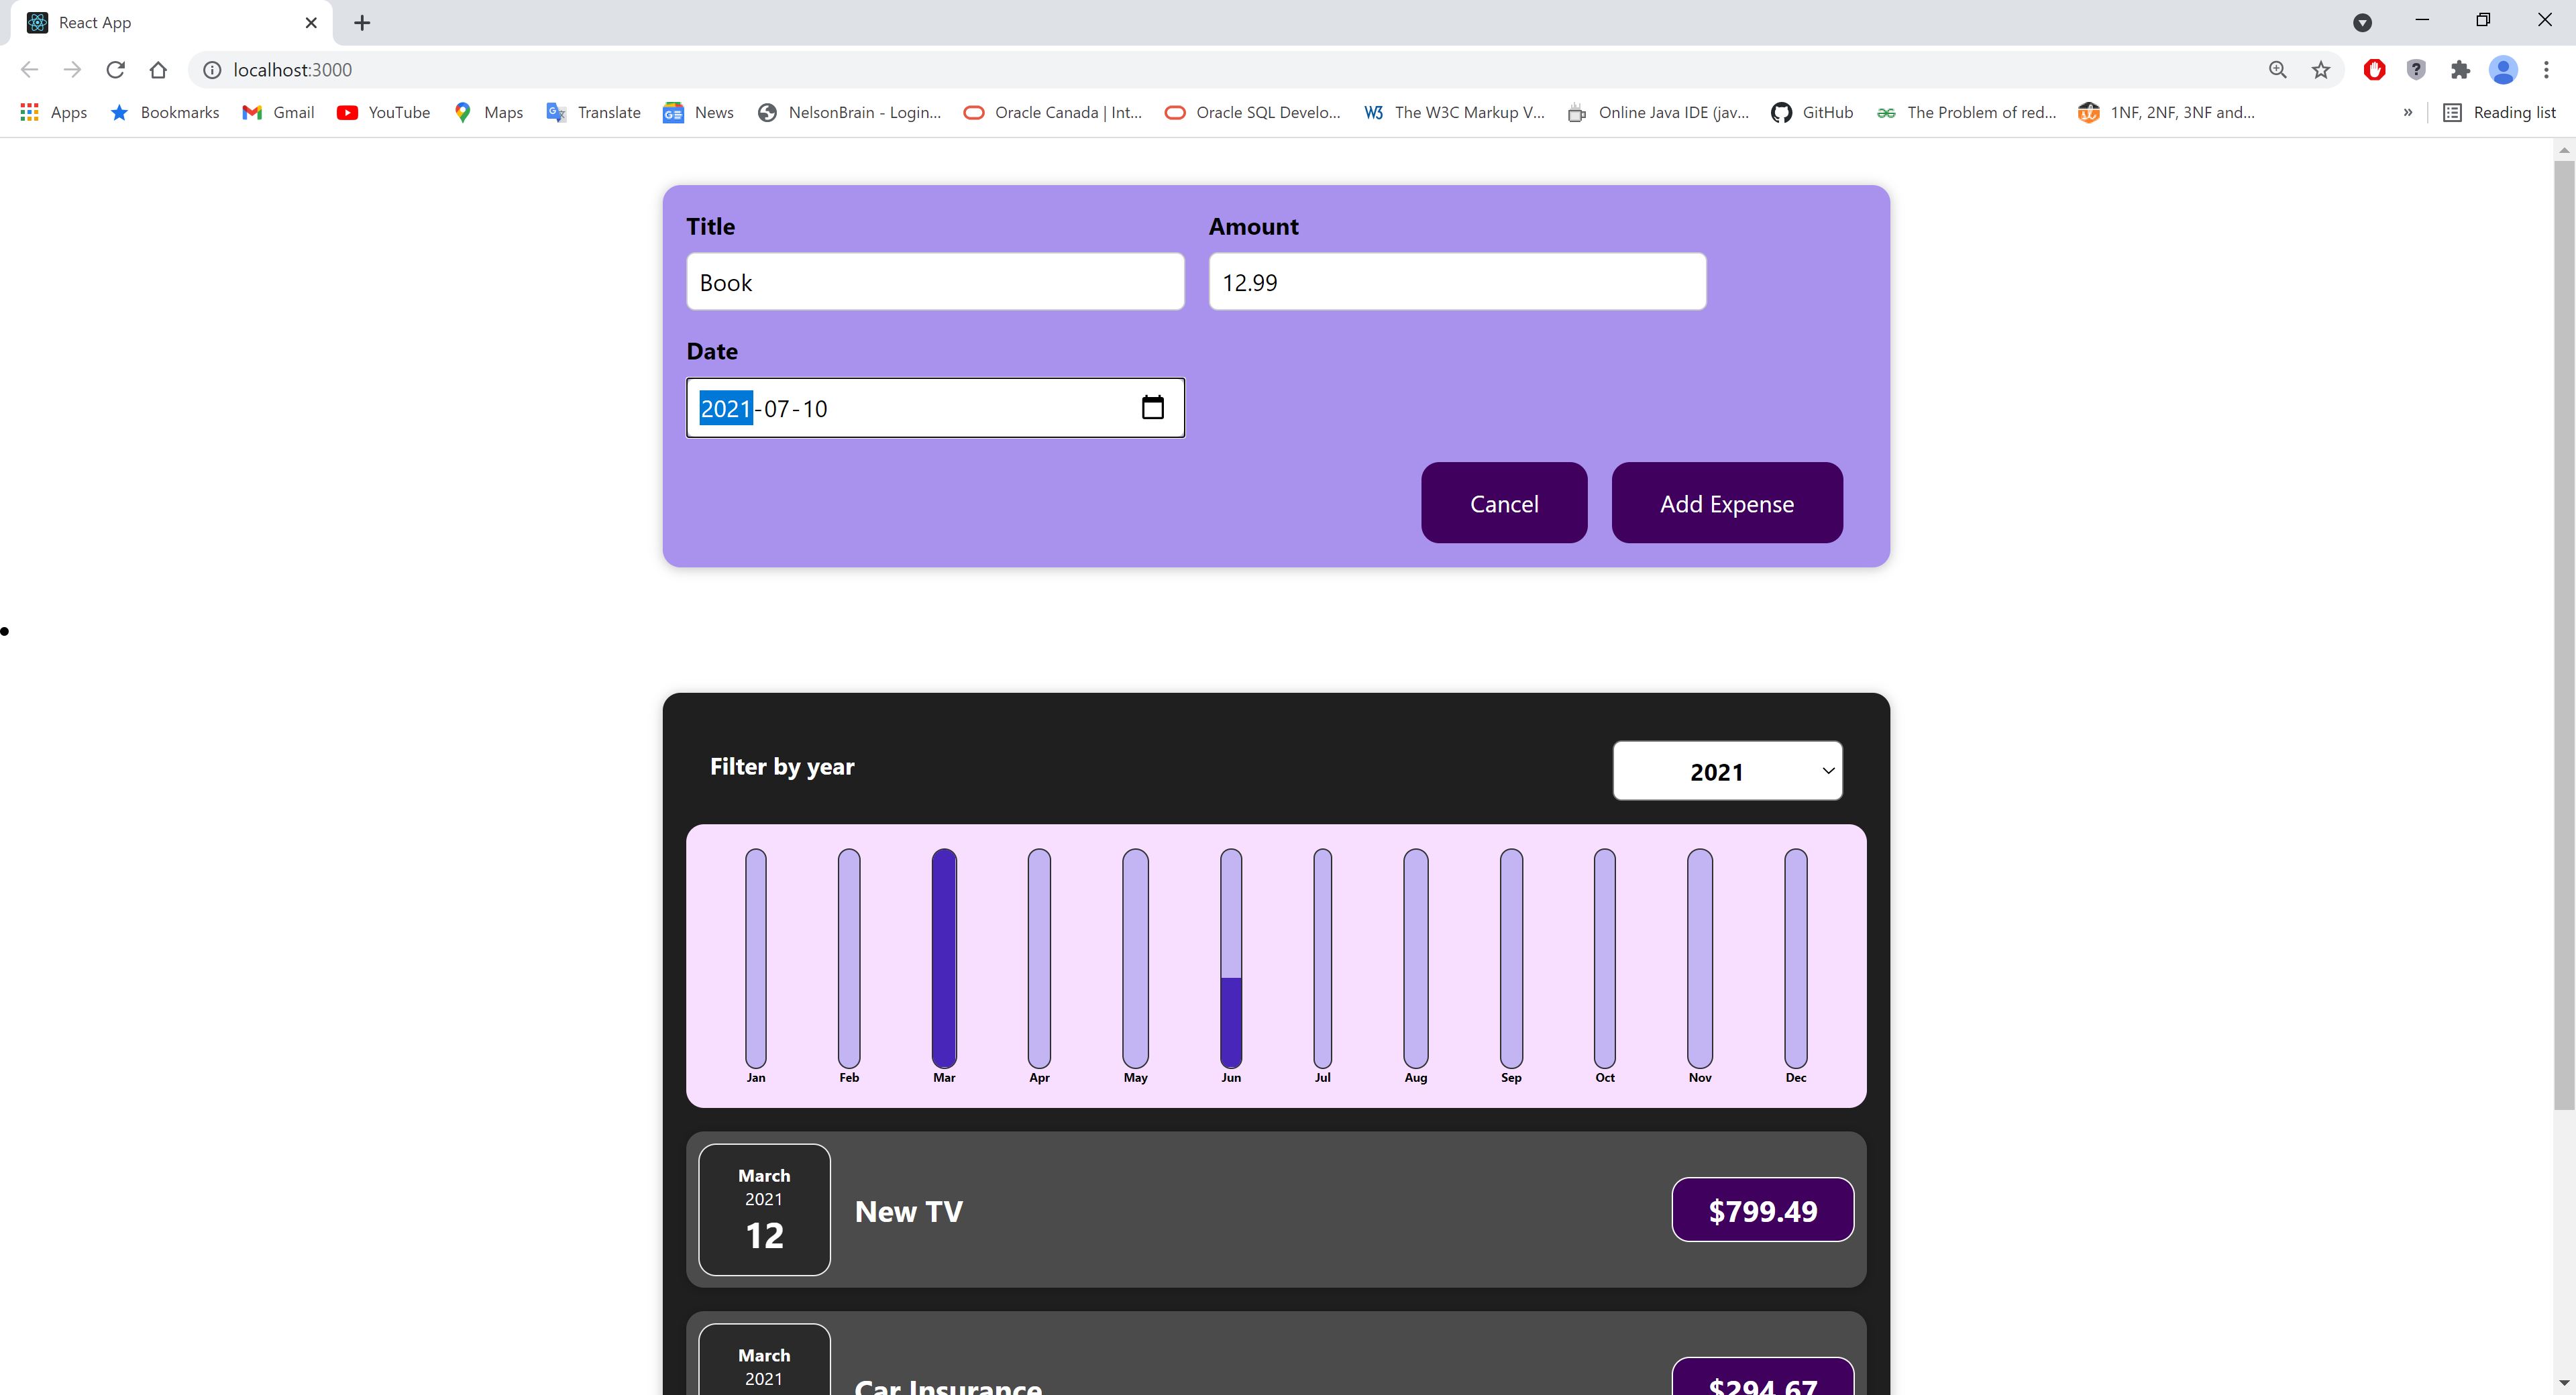 React App
localhost:3000
Apps Bookmarks Gmail YouTube Maps Translate News NelsonBrain - Login... Oracle Canada | Int... Oracle SQL Develo... The W3C Markup V... Online Java IDE (jav... GitHub The Problem of red... 1NF, 2NF, 3NF and... » Reading list
Title Amount
Book 12.99
Date
2021-07-10
Cancel Add Expense
Filter by year 2021
Jan Feb Mar Apr May Jun Jul Aug Sep Oct Nov Dec
March
2021
12
New TV $799.49
March
2021
Car Insurance $294.67